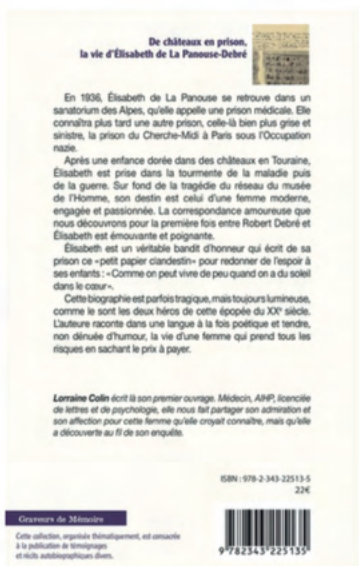 De châteaux en prison,
la vie d'Élisabeth de La Panouse-Debré
En 1936, Élisabeth de La Panouse se retrouve dans un
sanatorium des Alpes, qu'elle appelle une prison médicale. Elle
connaîtra plus tard une autre prison, celle-là bien plus grise et
sinistre, la prison du Cherche-Midi à Paris sous l'Occupation
nazie.
Après une enfance dorée dans des châteaux en Touraine,
Élisabeth est prise dans la tourmente de la maladie puis
de la guerre. Sur fond de la tragédie du réseau du musée
de l'Homme, son destin est celui d'une femme moderne,
engagée et passionnée. La correspondance amoureuse que
nous découvrons pour la première fois entre Robert Debré et
Élisabeth est émouvante et poignante.
Élisabeth est un véritable bandit d'honneur qui écrit de sa
prison ce «petit papier clandestin» pour redonner de l'espoir à
ses enfants : «Comme on peut vivre de peu quand on a du soleil
dans le cœur».
Cette biographie est parfois tragique, mais toujours lumineuse,
comme le sont les deux héros de cette épopée du XXe siècle.
L'auteure raconte dans une langue à la fois poétique et tendre,
non dénuée d'humour, la vie d'une femme qui prend tous les
risques en sachant le prix à payer.
Lorraine Colin écrit là son premier ouvrage. Médecin, AIHP, licenciée
de lettres et de psychologie, elle nous fait partager son admiration et
son affection pour cette femme qu'elle croyait connaître, mais qu'elle
a découverte au fil de son enquête.
ISBN : 978-2-343-22513-5
22€
Graveurs de Mémoire
Cette collection, organisée thématiquement, est consacrée
à la publication de témoignages
et récits autobiographiques divers.
9 782343 225135